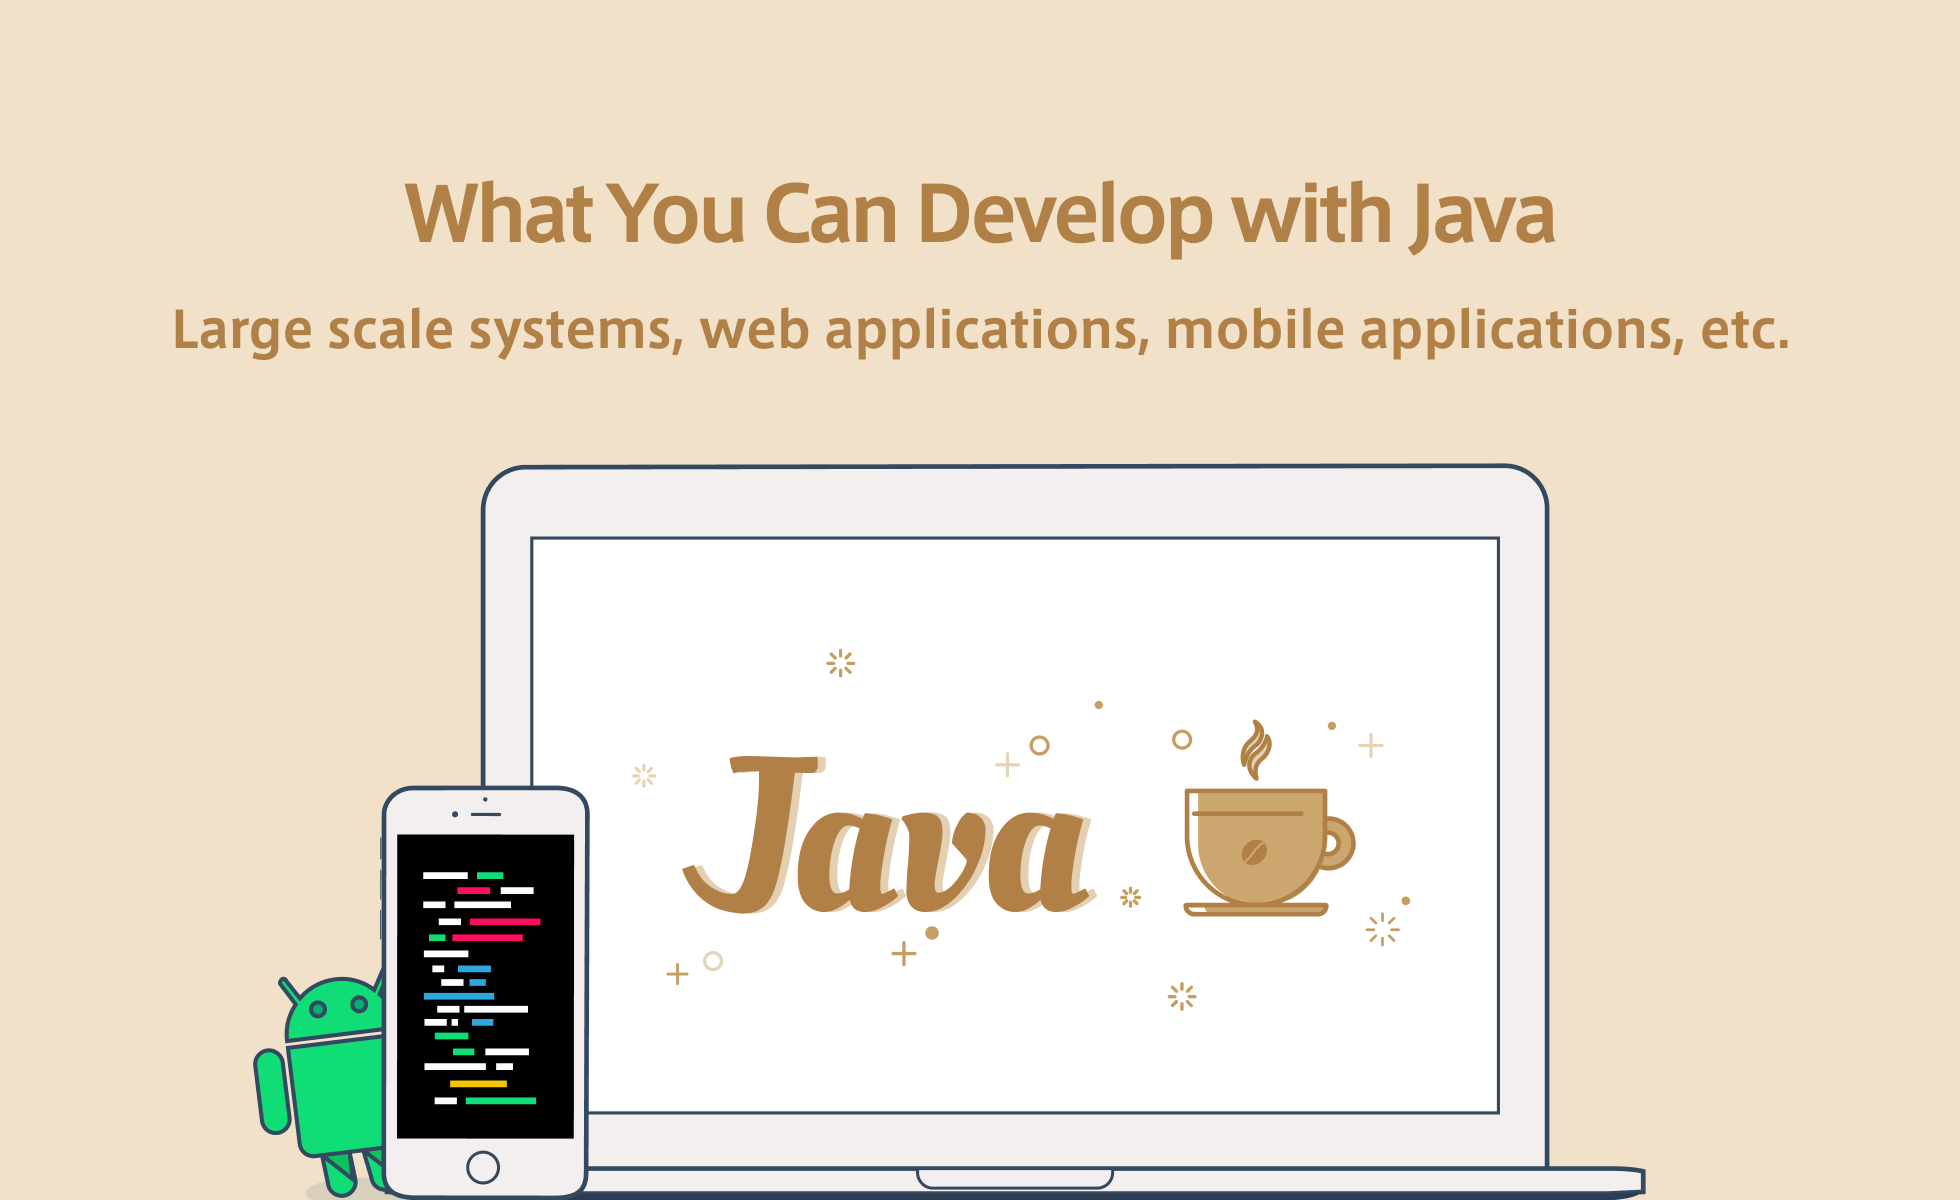 What You Can Develop with Java
Large scale systems, web applications, mobile applications, etc.
Java